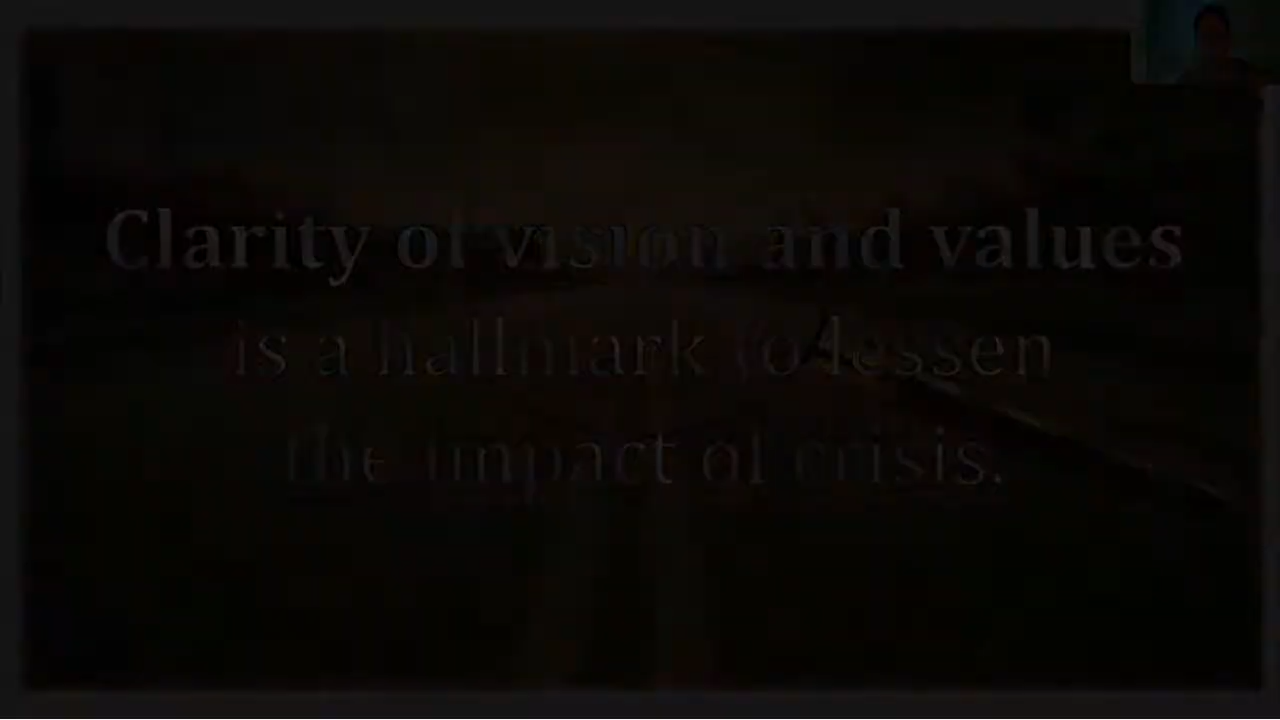 Clarity of vision and values
is a hallmark to lessen
the impact of crisis.